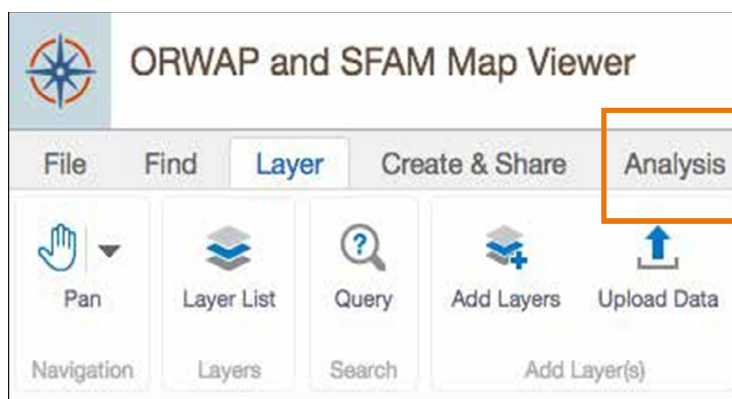 ORWAP and SFAM Map Viewer
File Find Layer Create & Share Analysis
Pan Layer List Query Add Layers Upload Data
Navigation Layers Search Add Layer(s)